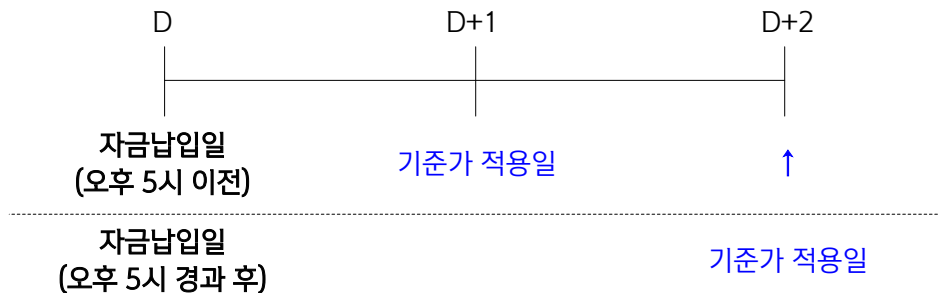 D D+1 D+2
자금납입일
(오후 5시 이전)
기준가 적용일
↑
자금납입일
(오후 5시 경과 후)
기준가 적용일